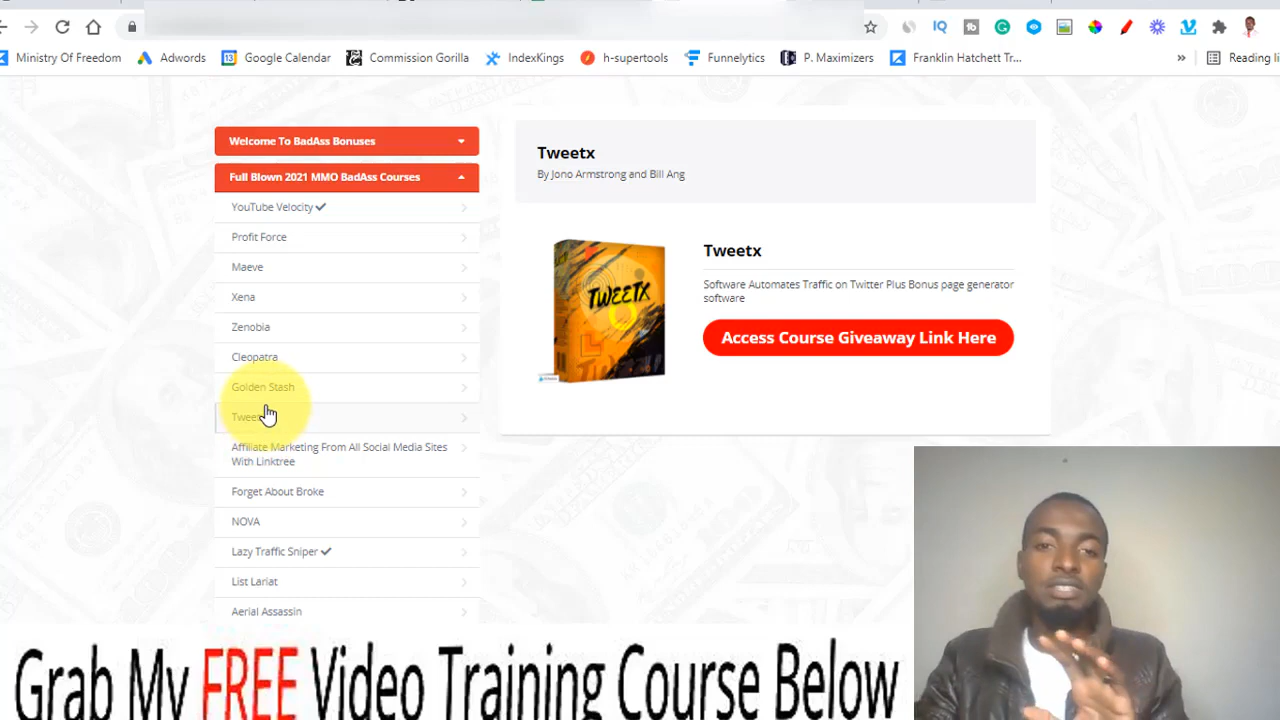 Ministry Of Freedom
Adwords
13
Google Calendar
Commission Gorilla
IndexKings
h-supertools
Funnelytics
P. Maximizers
Franklin Hatchett Tr...
»
Reading li
IQ
Welcome To BadAss Bonuses
Full Blown 2021 MMO BadAss Courses
YouTube Velocity ✓
Profit Force
Maeve
Xena
Zenobia
Cleopatra
Golden Stash
Affiliate Marketing From All Social Media Sites
With Linktree
Forget About Broke
NOVA
Lazy Traffic Sniper ✓
List Lariat
Aerial Assassin
Tweetx
By Jono Armstrong and Bill Ang
TWEETX
Tweetx
Software Automates Traffic on Twitter Plus Bonus page generator
software
Access Course Giveaway Link Here
Grab My FREE Video Training Course Below